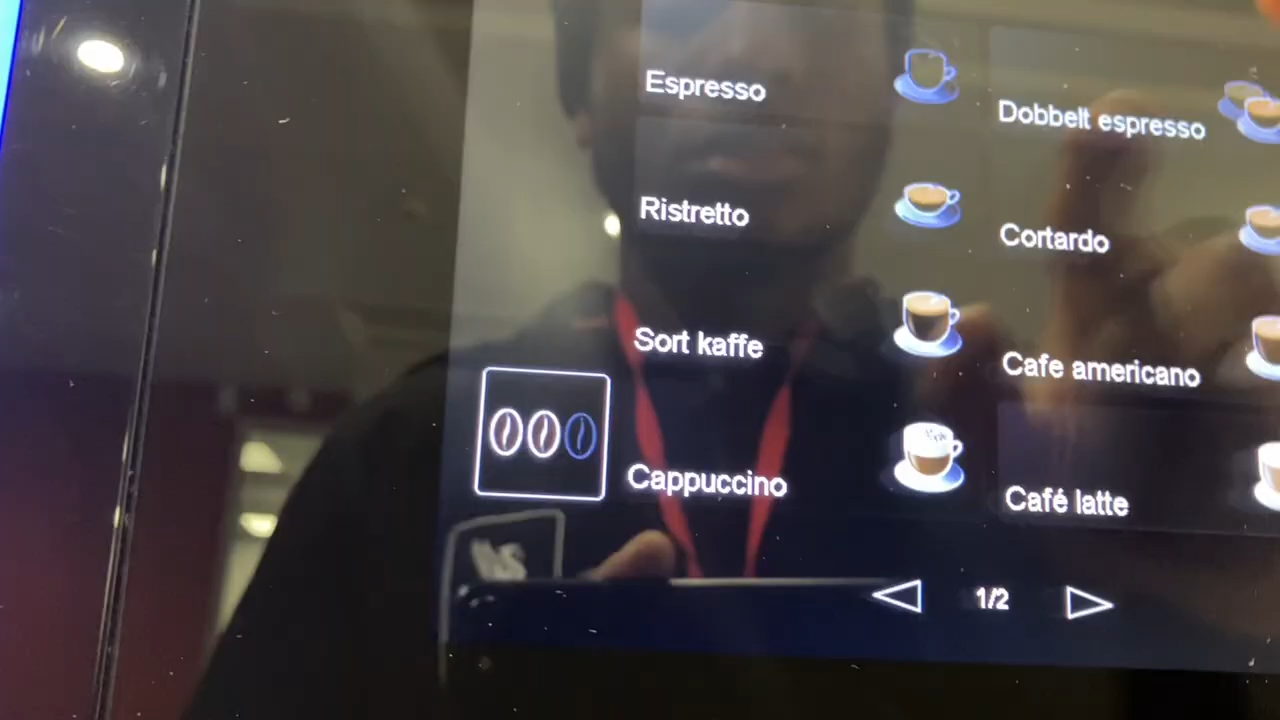 Espresso
Dobbelt espresso
Ristretto
Cortardo
Sort kaffe
Cafe americano
Cappuccino
Café latte
1/2